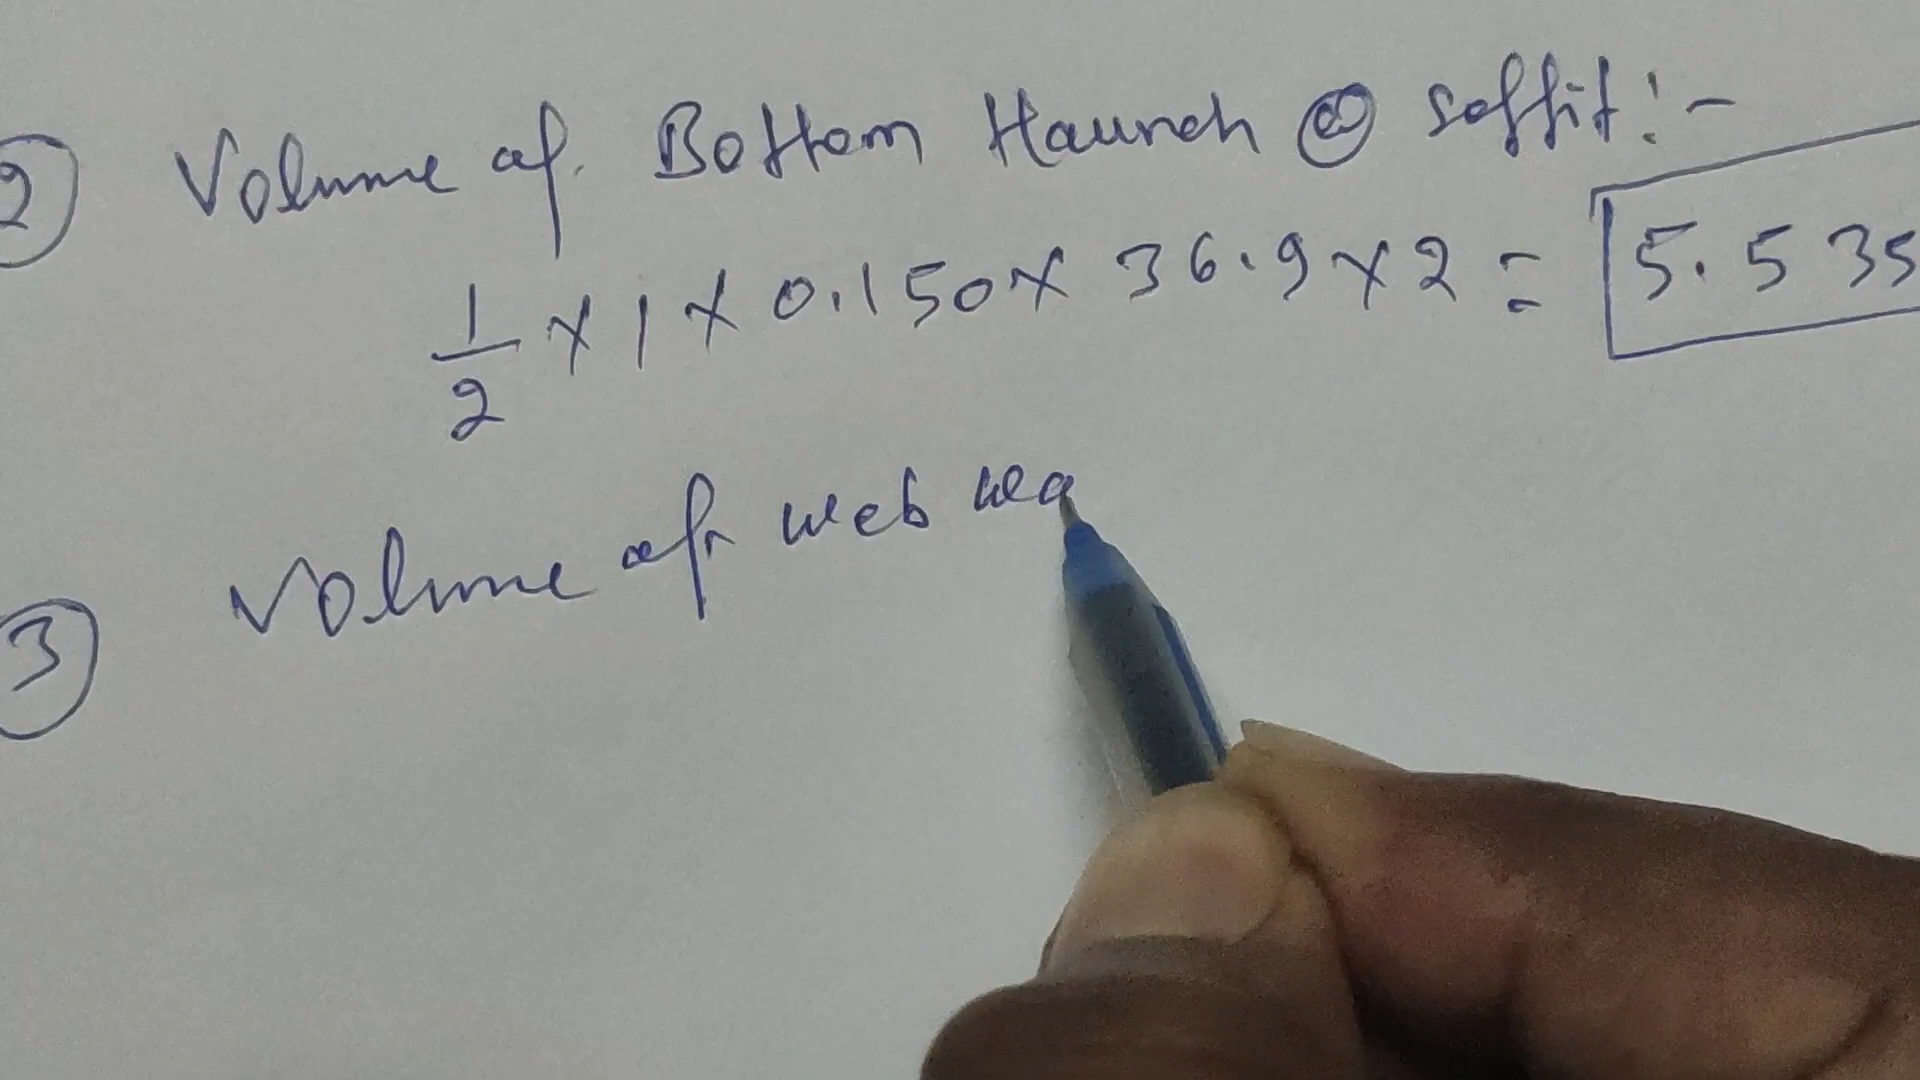 ② Volume of Bottom Haunch @ soffit:-
1/2 × 1 × 0.150 × 36.9 × 2 = 5.535
③ Volume of web wa